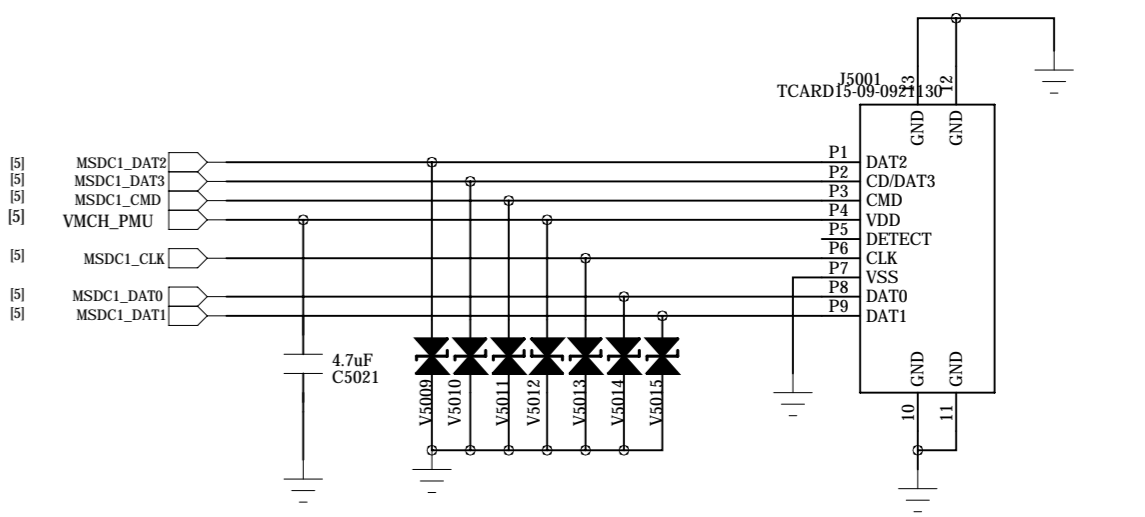 J5001
TCARD15-09-0921130
13
12
GND
GND
[5] MSDC1_DAT2
P1
DAT2
[5] MSDC1_DAT3
P2
CD/DAT3
[5] MSDC1_CMD
P3
CMD
[5] VMCH_PMU
P4
VDD
P5
DETECT
[5] MSDC1_CLK
P6
CLK
P7
VSS
[5] MSDC1_DAT0
P8
DAT0
[5] MSDC1_DAT1
P9
DAT1
4.7uF
C5021
V5009
V5010
V5011
V5012
V5013
V5014
V5015
GND
GND
10
11